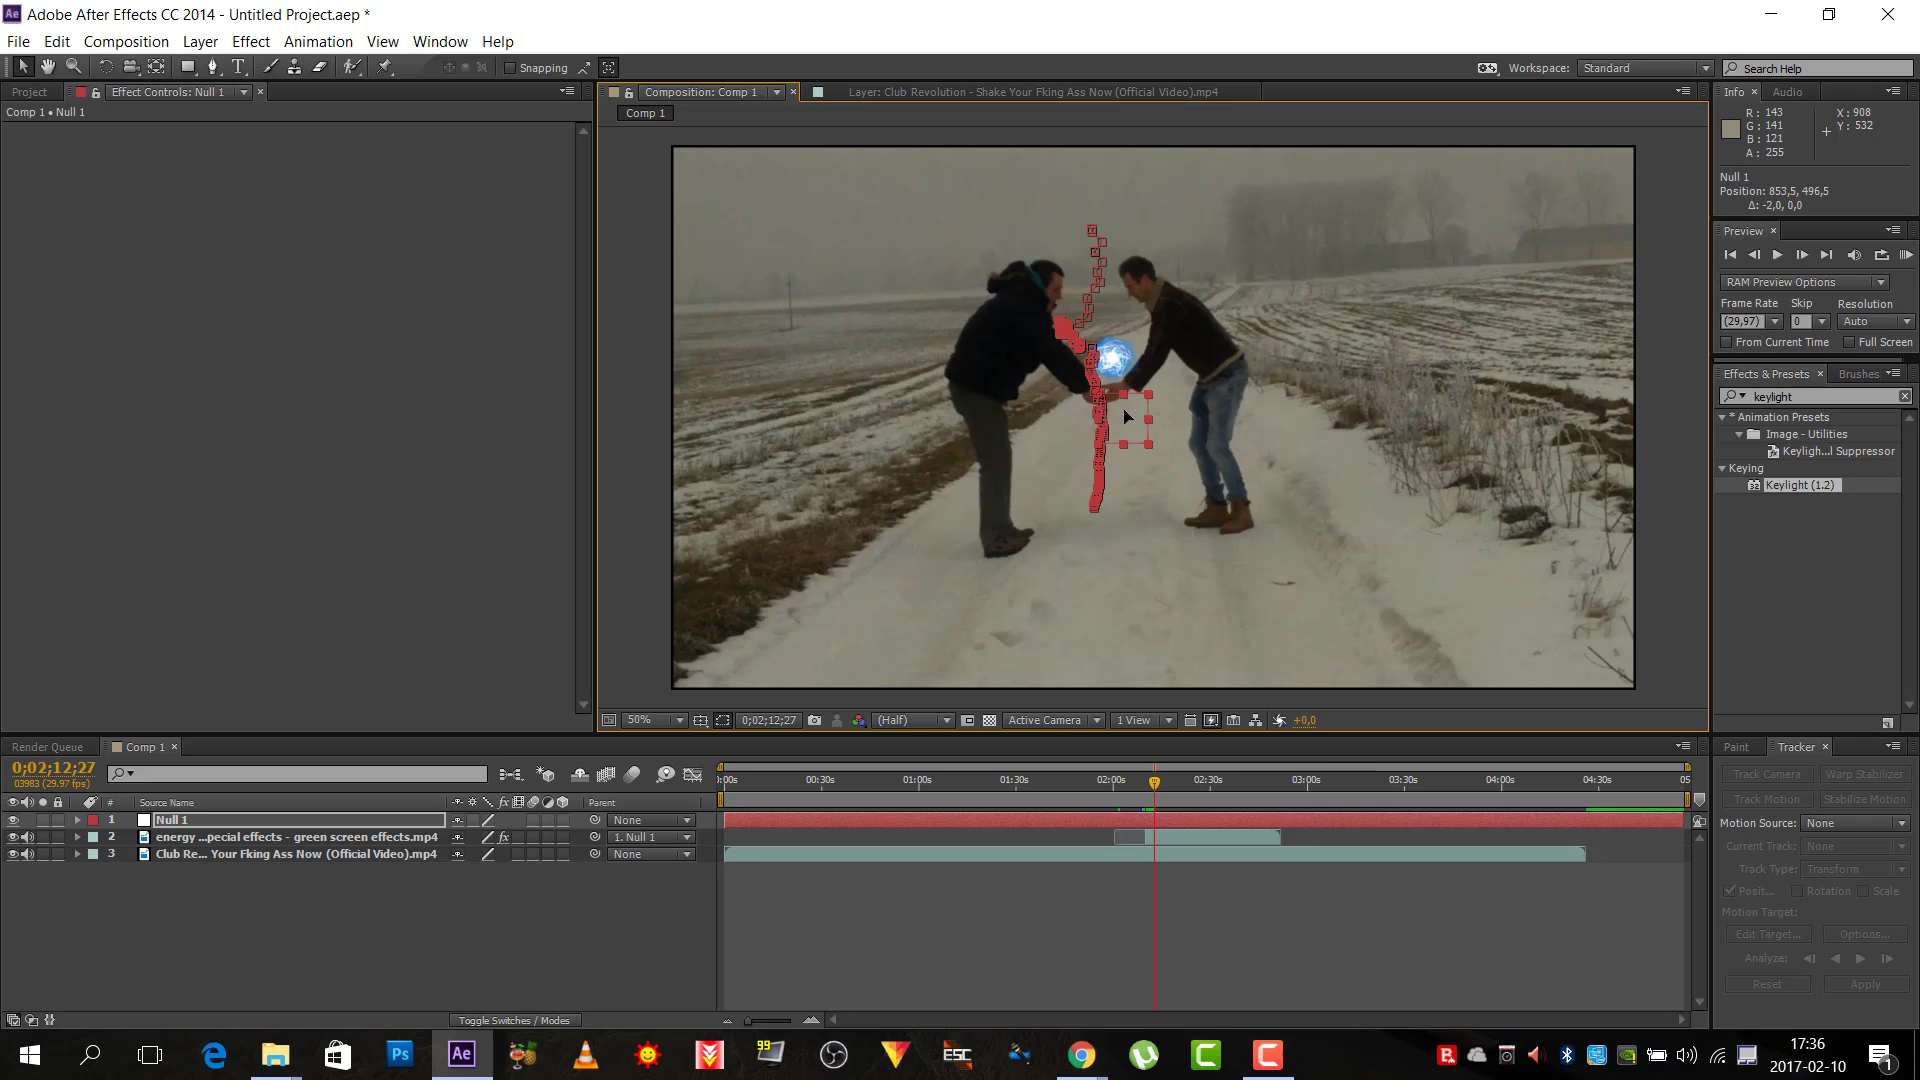 Adobe After Effects CC 2014 - Untitled Project.aep *
File Edit Composition Layer Effect Animation View Window Help
Snapping
Workspace: Standard
Search Help
Project Effect Controls: Null 1
Comp 1 • Null 1
Composition: Comp 1
Layer: Club Revolution - Shake Your Fking Ass Now (Official Video).mp4
Comp 1
Info Audio
R: 143
G: 141
B: 121
A: 255
X: 908
Y: 532
Null 1
Position: 853,5, 496,5
Δ: -2,0, 0,0
Preview
RAM Preview Options
Frame Rate Skip Resolution
(29,97) 0 Auto
From Current Time Full Screen
Effects & Presets Brushes
keylight
* Animation Presets
Image - Utilities
Keyligh...l Suppressor
Keying
Keylight (1.2)
50% 0;02;12;27 (Half) Active Camera 1 View +0,0
Render Queue Comp 1
0;02;12;27
03983 (29.97 fps)
:00s 00:30s 01:00s 01:30s 02:00s 02:30s 03:00s 03:30s 04:00s 04:30s 05
# Source Name fx Parent
1 Null 1 None
2 energy ...pecial effects - green screen effects.mp4 fx 1. Null 1
3 Club Re... Your Fking Ass Now (Official Video).mp4 None
Toggle Switches / Modes
Paint Tracker
Track Camera Warp Stabilizer
Track Motion Stabilize Motion
Motion Source: None
Current Track: None
Track Type: Transform
Posit... Rotation Scale
Motion Target:
Edit Target... Options...
Analyze:
Reset Apply
Ps Ae 99 ESC
17:36
2017-02-10
1